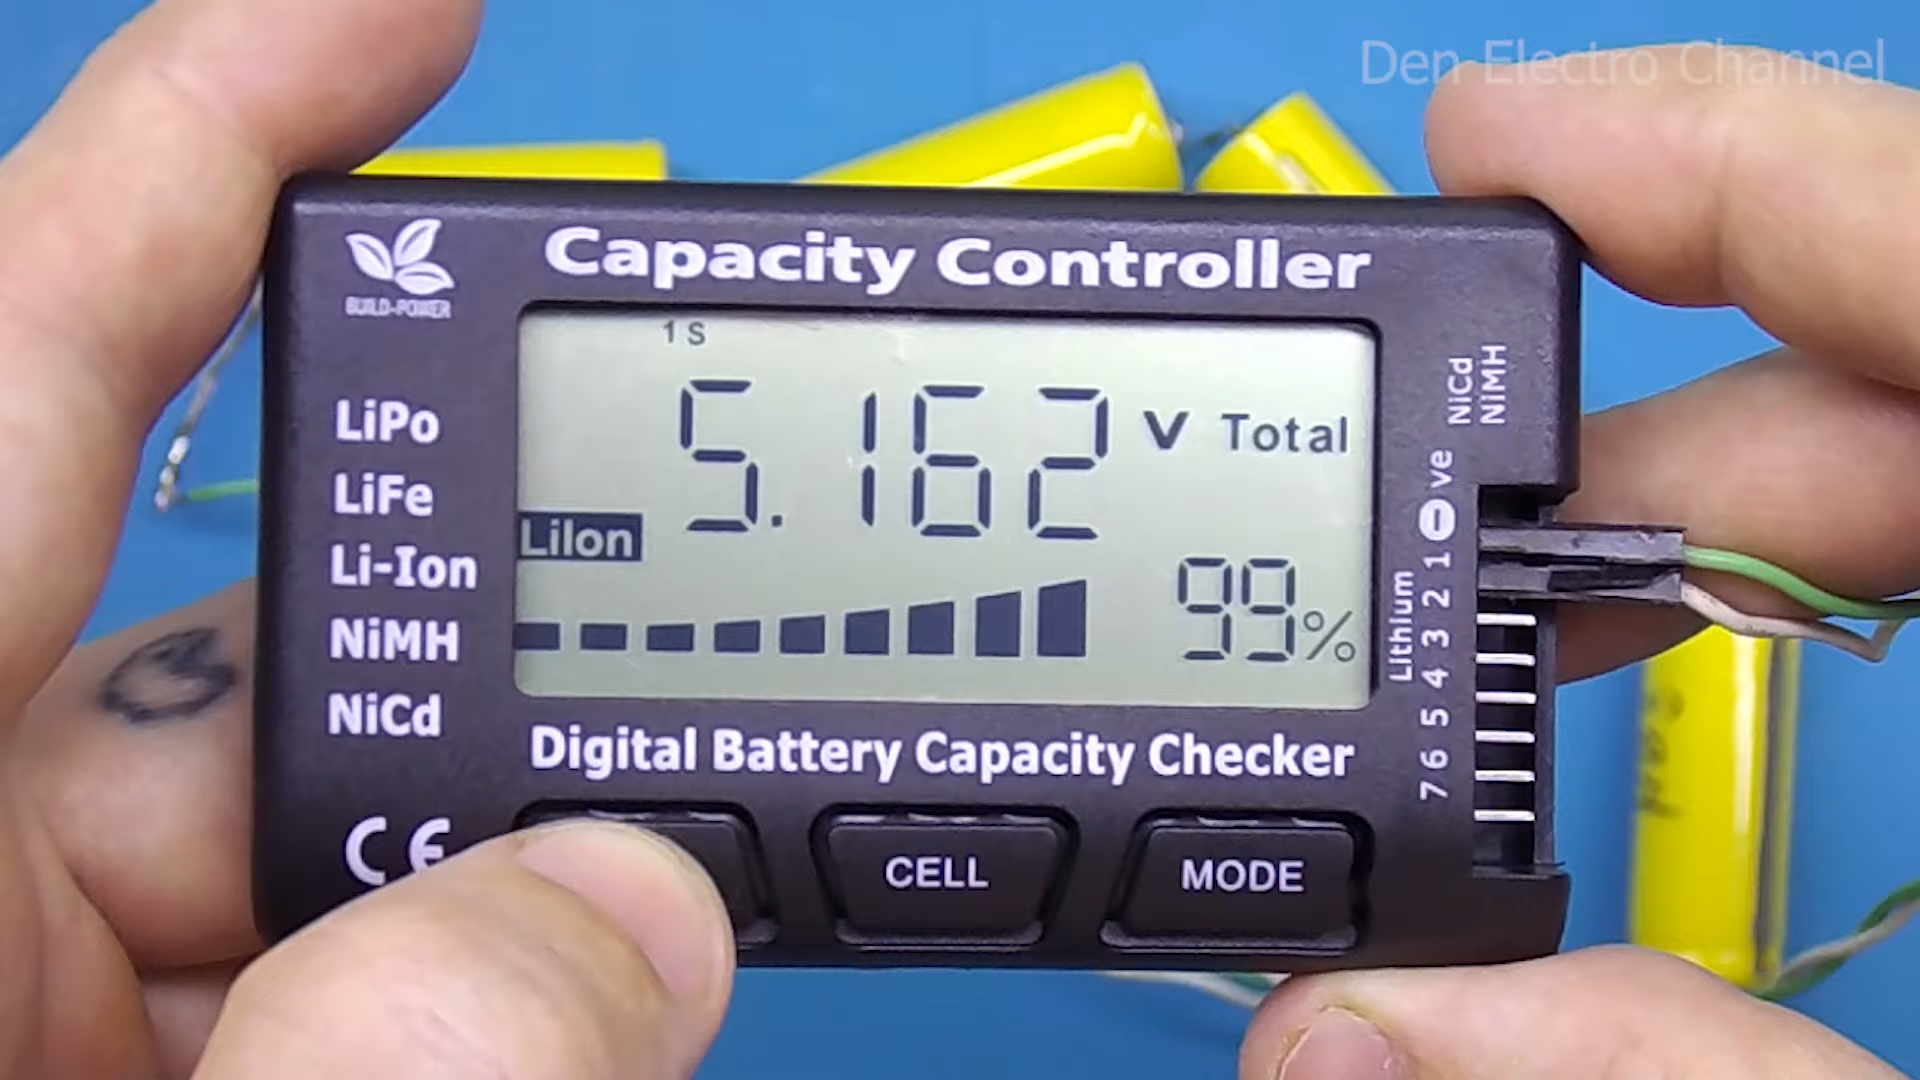 Den Electro Channel
Capacity Controller
BUILD-POWER
1 S
5.162 V Total
LiIon
99%
LiPo
LiFe
Li-Ion
NiMH
NiCd
NiCd
NiMH
Lithium
7 6 5 4 3 2 1 ⊖ ve
Digital Battery Capacity Checker
CE
CELL
MODE